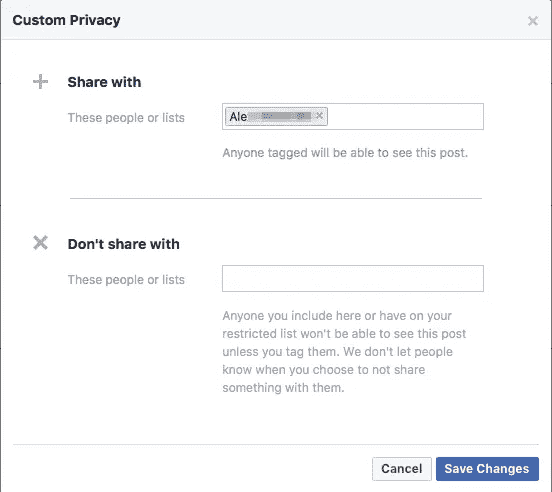 Custom Privacy
Share with
These people or lists
Ale
Anyone tagged will be able to see this post.
Don't share with
These people or lists
Anyone you include here or have on your
restricted list won't be able to see this post
unless you tag them. We don't let people
know when you choose to not share
something with them.
Cancel
Save Changes